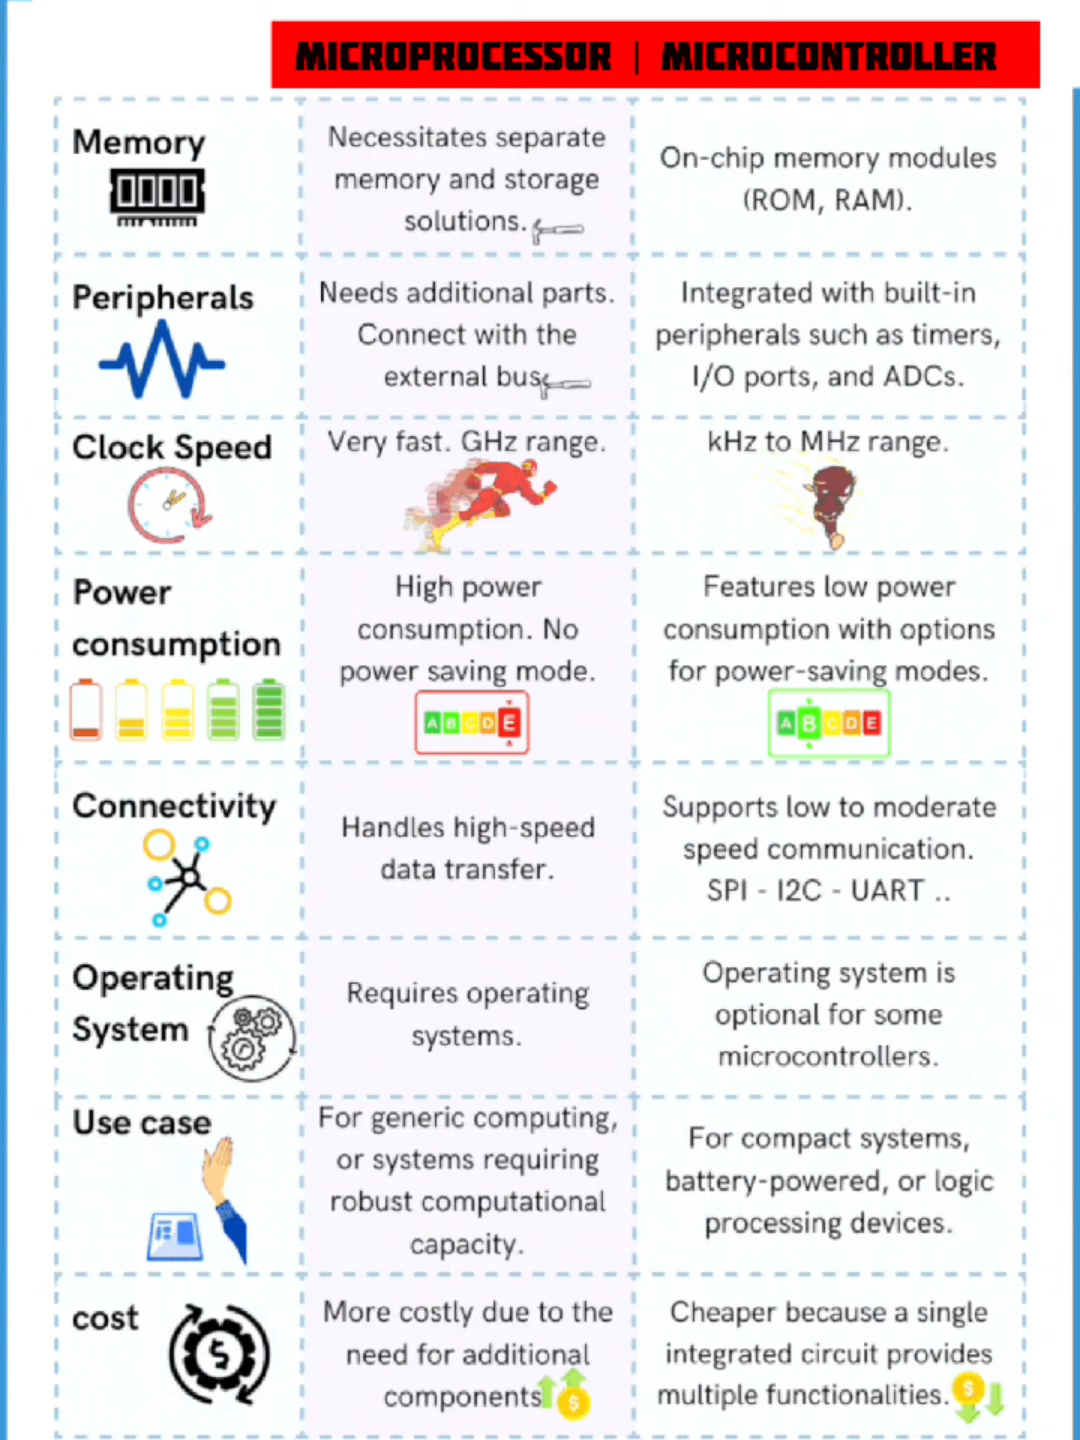 MICROPROCESSOR | MICROCONTROLLER
Memory
Necessitates separate
memory and storage
solutions.
On-chip memory modules
(ROM, RAM).
Peripherals
Needs additional parts.
Connect with the
external bus
Integrated with built-in
peripherals such as timers,
I/O ports, and ADCs.
Clock Speed
Very fast. GHz range.
kHz to MHz range.
Power
consumption
High power
consumption. No
power saving mode.
A B C D E
Features low power
consumption with options
for power-saving modes.
A B C D E
Connectivity
Handles high-speed
data transfer.
Supports low to moderate
speed communication.
SPI - I2C - UART ..
Operating
System
Requires operating
systems.
Operating system is
optional for some
microcontrollers.
Use case
For generic computing,
or systems requiring
robust computational
capacity.
For compact systems,
battery-powered, or logic
processing devices.
cost
$
More costly due to the
need for additional
components
$
Cheaper because a single
integrated circuit provides
multiple functionalities.
$